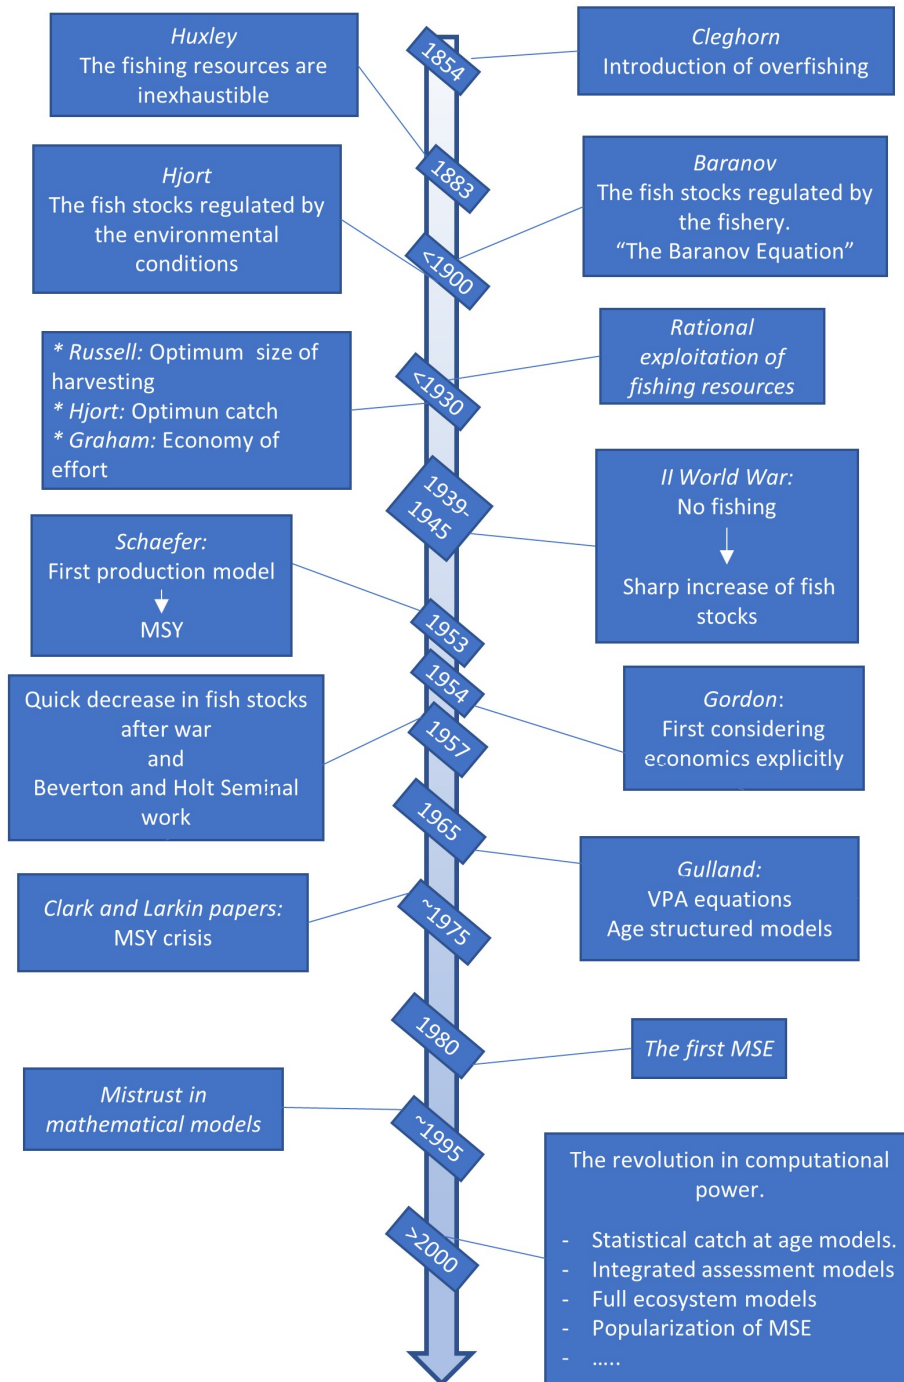 Huxley
The fishing resources are
inexhaustible
1854
Cleghorn
Introduction of overfishing
1883
Hjort
The fish stocks regulated by
the environmental
conditions
Baranov
The fish stocks regulated by
the fishery.
“The Baranov Equation”
<1900
* Russell: Optimum size of
harvesting
* Hjort: Optimun catch
* Graham: Economy of
effort
<1930
Rational
exploitation of
fishing resources
1939-
1945
II World War:
No fishing
Sharp increase of fish
stocks
Schaefer:
First production model
MSY
1953
1954
Gordon:
First considering
economics explicitly
Quick decrease in fish stocks
after war
and
Beverton and Holt Seminal
work
1957
1965
Gulland:
VPA equations
Age structured models
Clark and Larkin papers:
MSY crisis
~1975
1980
The first MSE
Mistrust in
mathematical models
~1995
The revolution in computational
power.
- Statistical catch at age models.
- Integrated assessment models
- Full ecosystem models
- Popularization of MSE
- .....
>2000